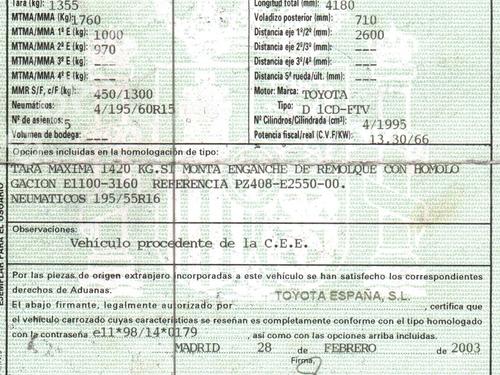 Tara (kg): 1355 Longitud total (mm): 4180
MTMA/MMA (Kg): 1760 Voladizo posterior (mm): 710
MTMA/MMA 1º E (kg): 1000 Distancia eje 1º/2º (mm): 2600
MTMA/MMA 2º E (kg): 970 Distancia eje 2º/3º (mm): ---
MTMA/MMA 3º E (kg): --- Distancia eje 3º/4º (mm): ---
MTMA/MMA 4º E (kg): --- Distancia 5ª rueda/últ. (mm): ---
MMR S/F, c/F (kg): 450/1300 Motor: Marca: TOYOTA
Neumáticos: 4/195/60R15 Tipo: D 1CD-FTV
Nº de asientos: 5 Nº Cilindros/Cilindrada (cm³): 4/1995
Volumen de bodega: --- Potencia fiscal/real (C.V.F/KW): 13.30/66
Opciones incluidas en la homologación de tipo:
TARA MAXIMA 1420 KG.SI MONTA ENGANCHE DE REMOLQUE CON HOMOLO
GACION E1100-3160 REFERENCIA PZ408-E2550-00.
NEUMATICOS 195/55R16
Observaciones:
Vehículo procedente de la C.E.E.
EJEMPLAR PARA EL USUARIO
Por las piezas de origen extranjero incorporadas a este vehículo se han satisfecho los correspondientes
derechos de Aduanas.
El abajo firmante, legalmente autorizado por TOYOTA ESPAÑA, S.L. , certifica que
el vehículo carrozado cuyas características se reseñan es completamente conforme con el tipo homologado
con la contraseña e11*98/14*0179 , así como con las opciones arriba incluidas.
MADRID 28 de FEBRERO de 2003
Firma,